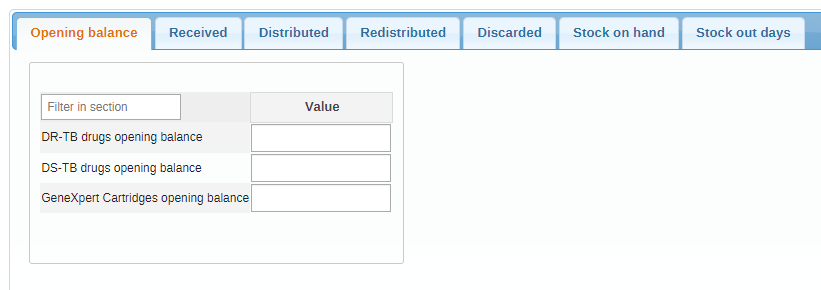 Opening balance Received Distributed Redistributed Discarded Stock on hand Stock out days
Filter in section Value
DR-TB drugs opening balance
DS-TB drugs opening balance
GeneXpert Cartridges opening balance